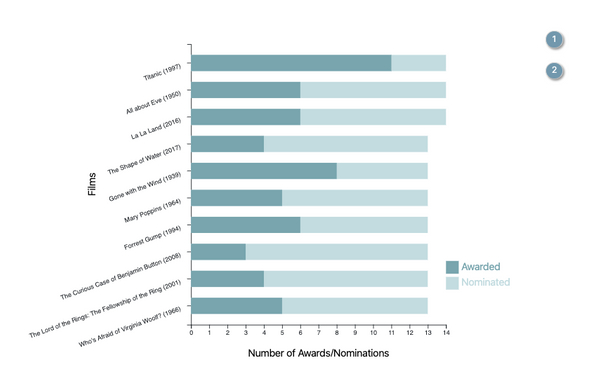 1
2
Titanic (1997)
All about Eve (1950)
La La Land (2016)
The Shape of Water (2017)
Gone with the Wind (1939)
Mary Poppins (1964)
Forrest Gump (1994)
The Curious Case of Benjamin Button (2008)
The Lord of the Rings: The Fellowship of the Ring (2001)
Who's Afraid of Virginia Woolf? (1966)
Films
Awarded
Nominated
0 1 2 3 4 5 6 7 8 9 10 11 12 13 14
Number of Awards/Nominations